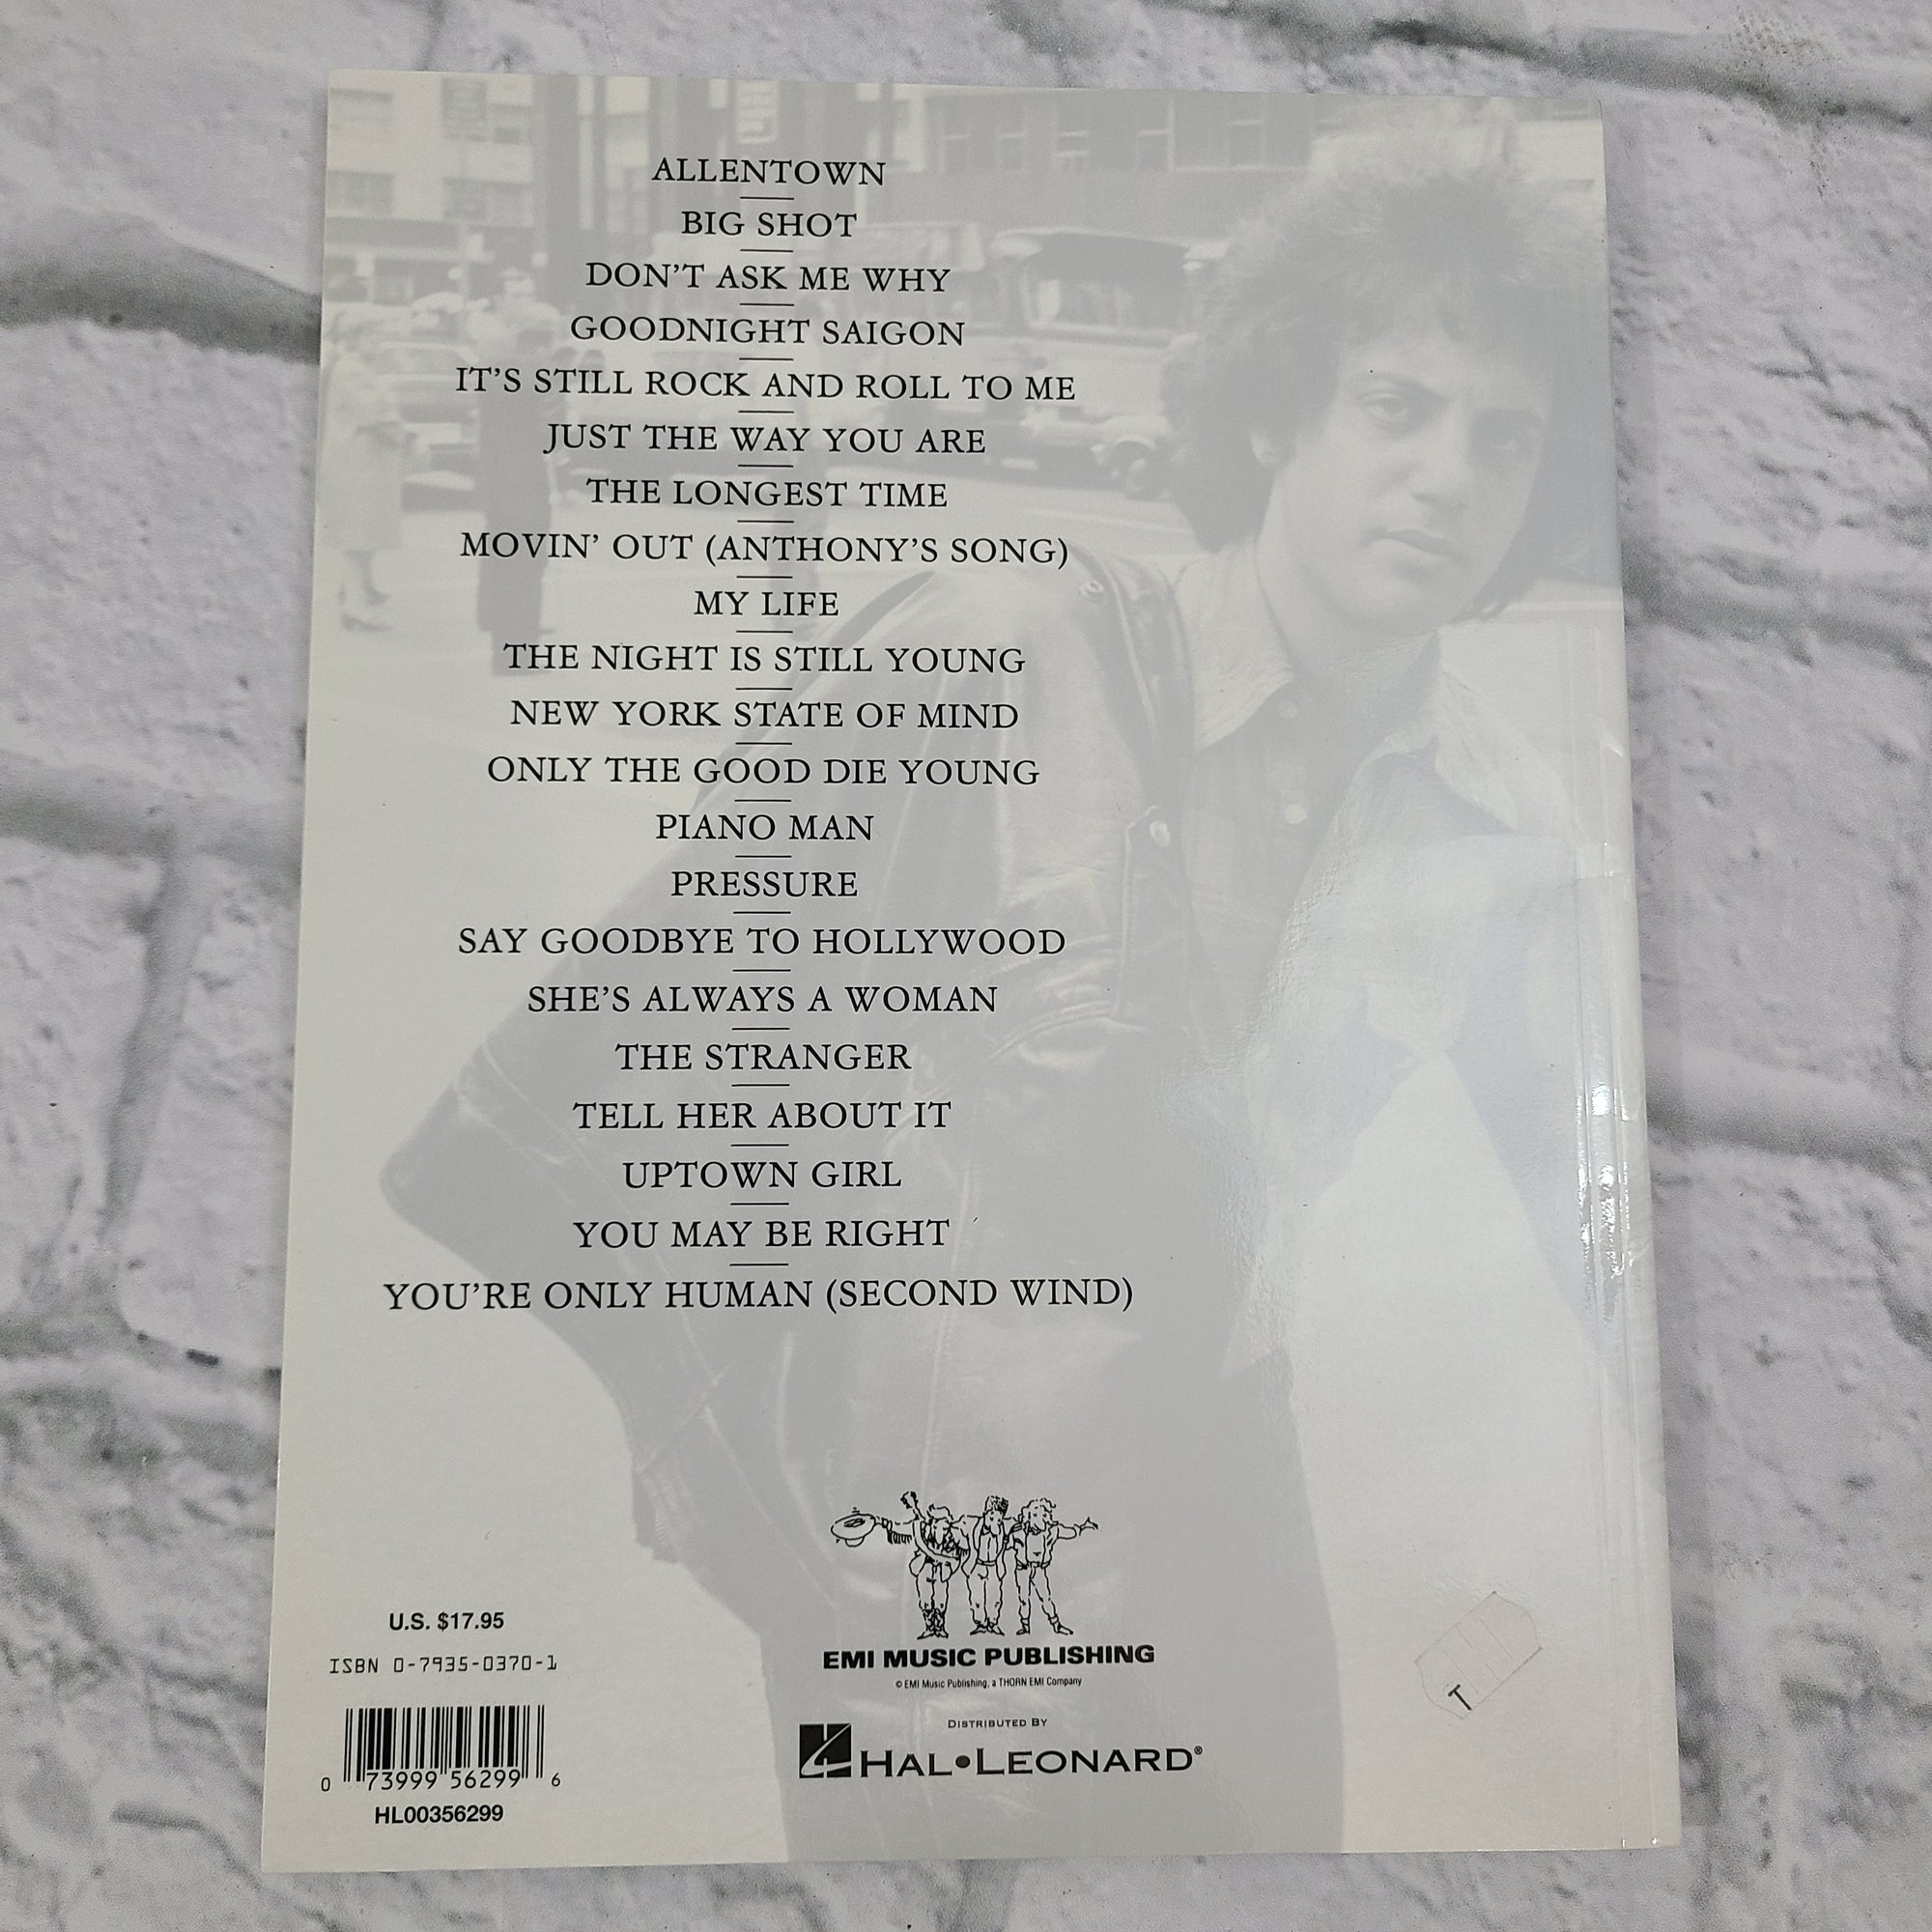 ALLENTOWN
BIG SHOT
DON'T ASK ME WHY
GOODNIGHT SAIGON
IT'S STILL ROCK AND ROLL TO ME
JUST THE WAY YOU ARE
THE LONGEST TIME
MOVIN' OUT (ANTHONY'S SONG)
MY LIFE
THE NIGHT IS STILL YOUNG
NEW YORK STATE OF MIND
ONLY THE GOOD DIE YOUNG
PIANO MAN
PRESSURE
SAY GOODBYE TO HOLLYWOOD
SHE'S ALWAYS A WOMAN
THE STRANGER
TELL HER ABOUT IT
UPTOWN GIRL
YOU MAY BE RIGHT
YOU'RE ONLY HUMAN (SECOND WIND)
U.S. $17.95
ISBN 0-7935-0370-1
0 73999 56299 6
HL00356299
EMI MUSIC PUBLISHING
© EMI Music Publishing, a THORN EMI Company
DISTRIBUTED BY
HAL•LEONARD®
T